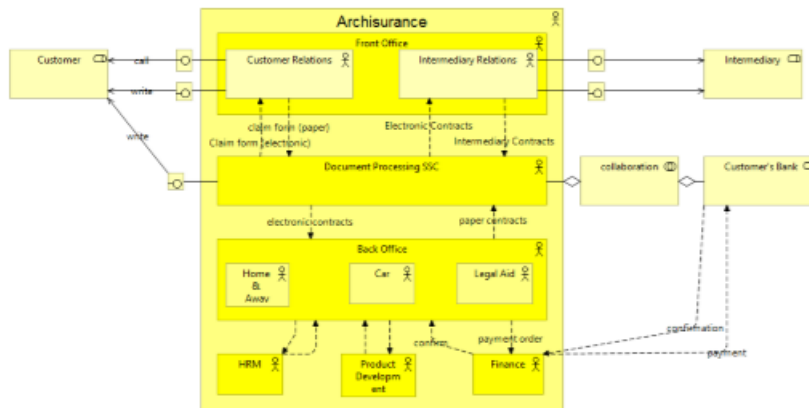 Archisurance
Front Office
Customer
call
Customer Relations
Intermediary Relations
Intermediary
write
write
claim form (paper)
Claim form (electronic)
Electronic Contracts
Intermediary Contracts
Document Processing SSC
collaboration
Customer's Bank
electronic contracts
paper contracts
Back Office
Home
&
Away
Car
Legal Aid
confirmation
payment order
confirm
payment
HRM
Product
Developm
ent
Finance